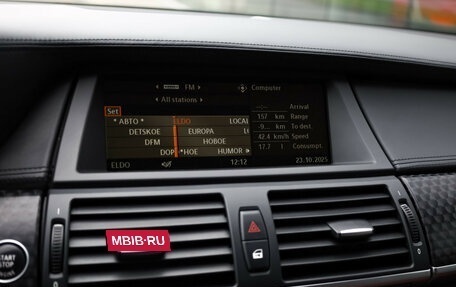 FM
Computer
All stations
Set
* АВТО *
ELDO
LOCAL
DETSKOE
EUROPA
DFM
НОВОЕ
DOP
*НОЕ
HUMOR
ELDO
12:12
--:--
Arrival
157 km
Range
-9... km
To dest.
42.4 km/h
Speed
17.7 l
Consumpt.
23.10.2025
MBIB-RU
START
STOP
ENGINE